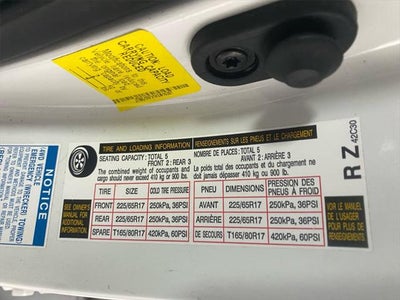 CAUTION: LOAD
CARRYING CAPACITY
REDUCED
NOTICE
TIRE AND LOADING INFORMATION
SEATING CAPACITY: TOTAL 5
FRONT 2 : REAR 3
The combined weight of occupants and
cargo should never exceed 410 kg or 900 lb.
RENSEIGNEMENTS SUR LES PNEUS ET LE CHARGEMENT
NOMBRE DE PLACES: TOTAL 5
AVANT 2 : ARRIÈRE 3
Le poids total des occupants et du chargement ne
doit jamais dépasser 410 kg ou 900 lb.
SEE OWNER'S
MANUAL FOR
ADDITIONAL
INFORMATION
TIRE SIZE COLD TIRE PRESSURE
FRONT 225/65R17 250kPa, 36PSI
REAR 225/65R17 250kPa, 36PSI
SPARE T165/80R17 420kPa, 60PSI
PNEU DIMENSIONS PRESSION DES
PNEUS À FROID
AVANT 225/65R17 250kPa, 36PSI
ARRIÈRE 225/65R17 250kPa, 36PSI
DE SECOURS T165/80R17 420kPa, 60PSI
VOIR LE MANUEL
DE L'USAGER
POUR PLUS DE
RENSEIGNEMENTS
R Z 42C30